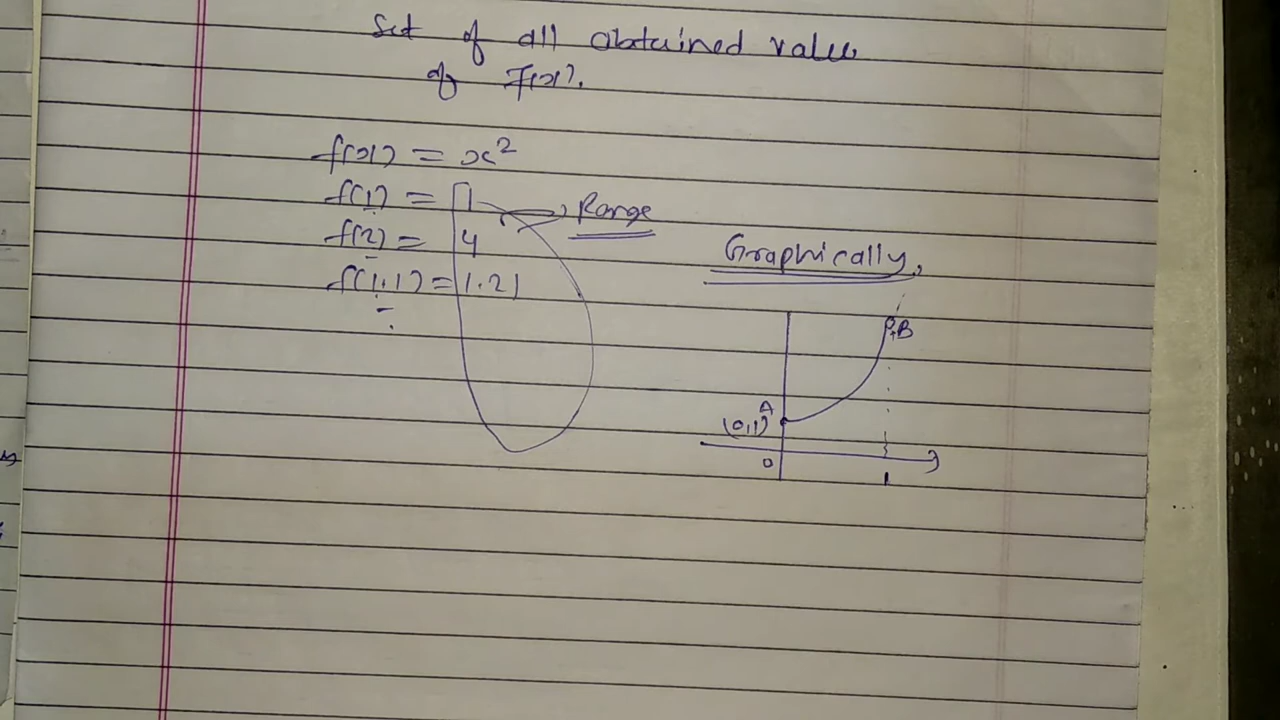 Set of all obtained value
of f(x).
f(x) = x²
f(1) = 1
Range
f(2) = 4
f(1.1) = 1.21
Graphically,
B
A
(0,1)
0
1